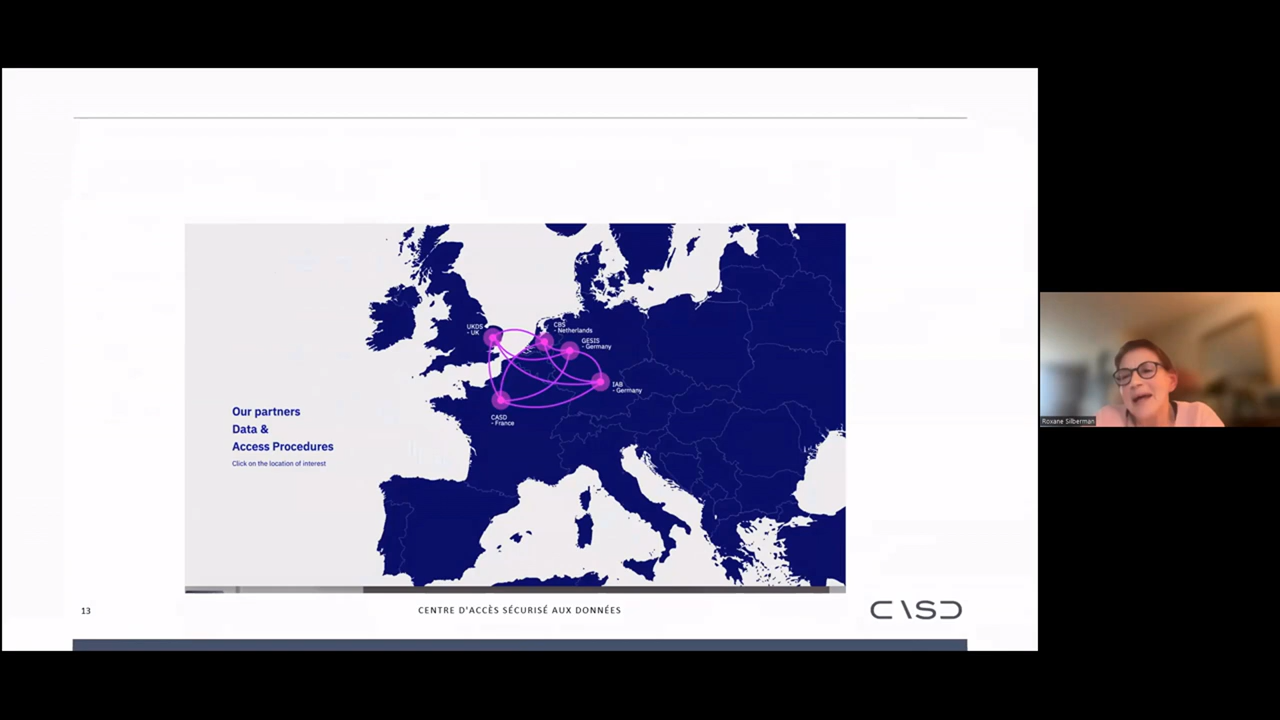 UKDS
- UK
CBS
- Netherlands
GESIS
- Germany
IAB
- Germany
CASD
- France
Our partners
Data &
Access Procedures
Click on the location of interest
13
CENTRE D'ACCÈS SÉCURISÉ AUX DONNÉES
CASD
Roxane Silberman